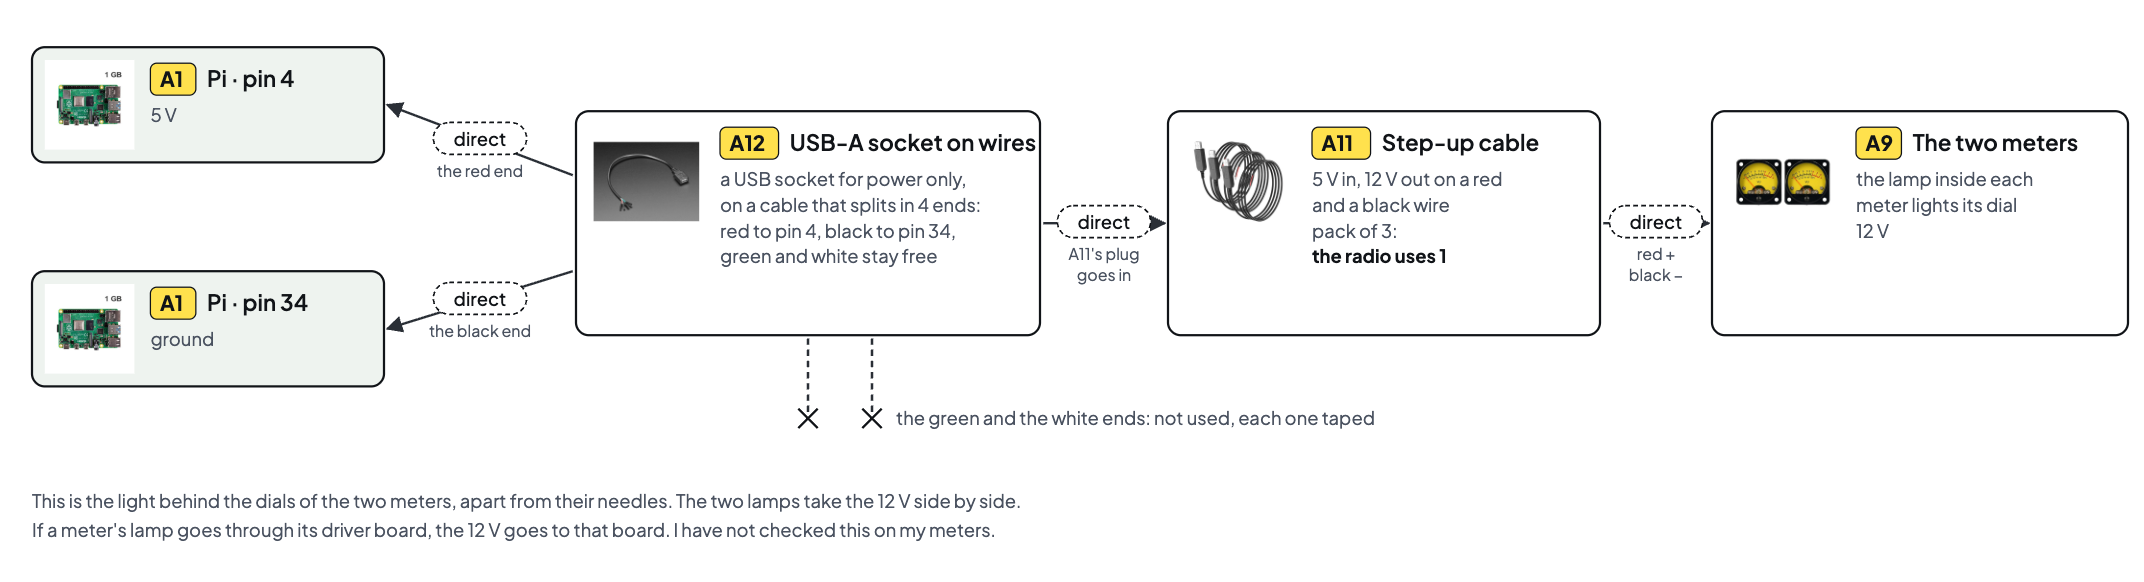 1 GB
A1 Pi · pin 4
5 V
direct
the red end
1 GB
A1 Pi · pin 34
ground
direct
the black end
A12 USB-A socket on wires
a USB socket for power only,
on a cable that splits in 4 ends:
red to pin 4, black to pin 34,
green and white stay free
direct
A11's plug
goes in
A11 Step-up cable
5 V in, 12 V out on a red
and a black wire
pack of 3:
the radio uses 1
direct
red +
black –
A9 The two meters
the lamp inside each
meter lights its dial
12 V
the green and the white ends: not used, each one taped
This is the light behind the dials of the two meters, apart from their needles. The two lamps take the 12 V side by side.
If a meter's lamp goes through its driver board, the 12 V goes to that board. I have not checked this on my meters.